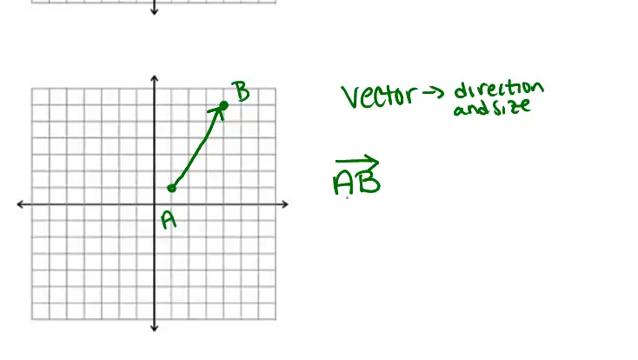 B
Vector → direction
and size
AB
A